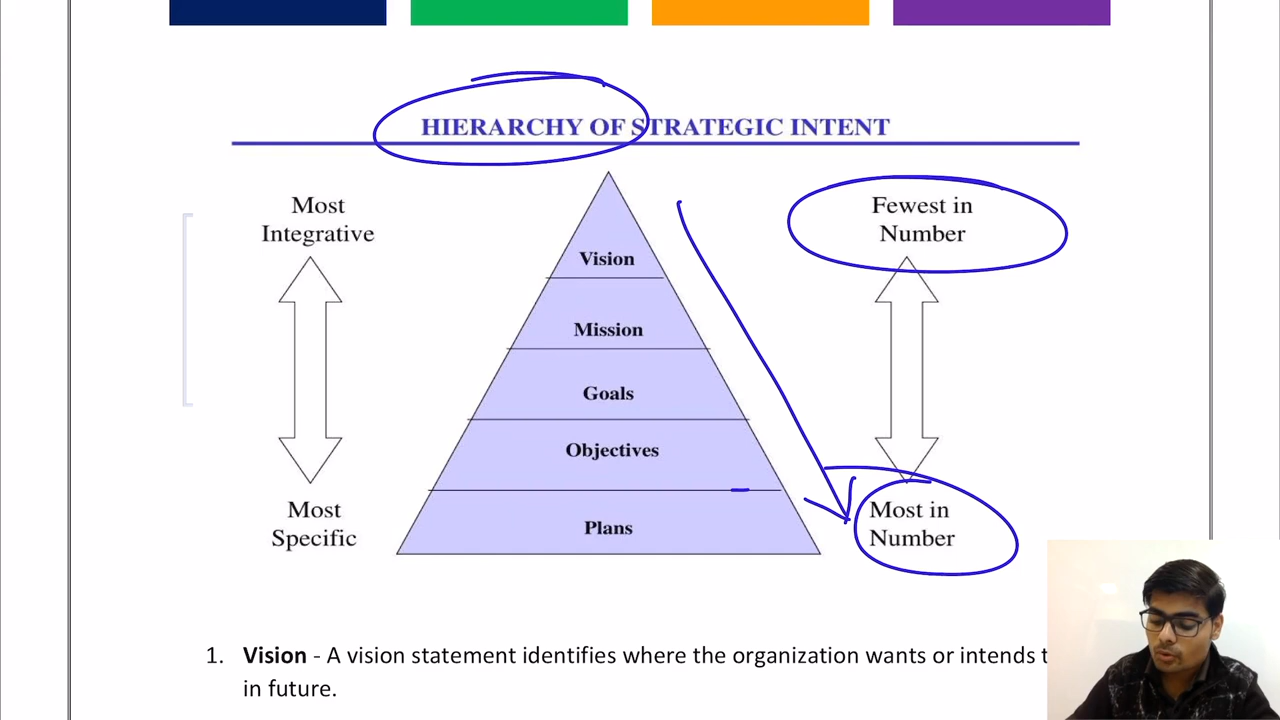 HIERARCHY OF STRATEGIC INTENT
Most
Integrative
Fewest in
Number
Vision
Mission
Goals
Objectives
Plans
Most
Specific
Most in
Number
1. Vision - A vision statement identifies where the organization wants or intends
in future.